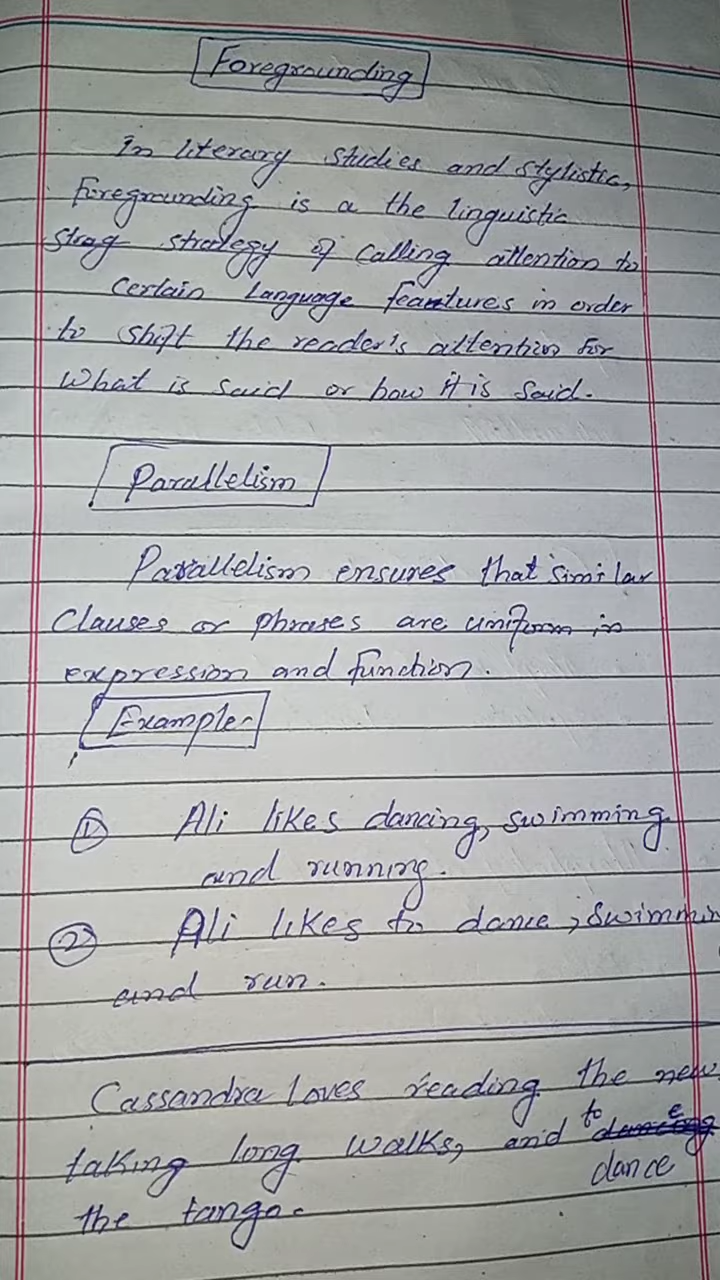 Foregrounding
In literary studies and stylistic,
Foregrounding is a the linguistic
strag strategy of calling attention to
certain language features in order
to shift the reader's attention for
what is said or how it is said.
Parallelism
Parallelism ensures that similar
Clauses or phrases are uniform in
expression and function.
Example-
① Ali likes dancing, swimming
and running.
② Ali likes to dance, swimmin
and run.
Cassandra Loves reading the new
taking long walks, and to
dance
the tango.